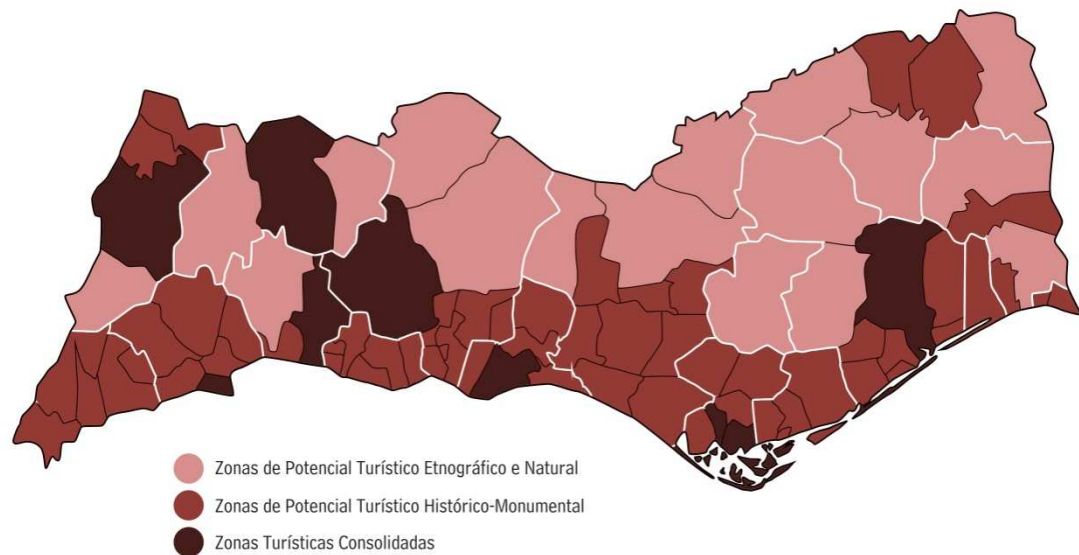 Zonas de Potencial Turístico Etnográfico e Natural
Zonas de Potencial Turístico Histórico-Monumental
Zonas Turísticas Consolidadas